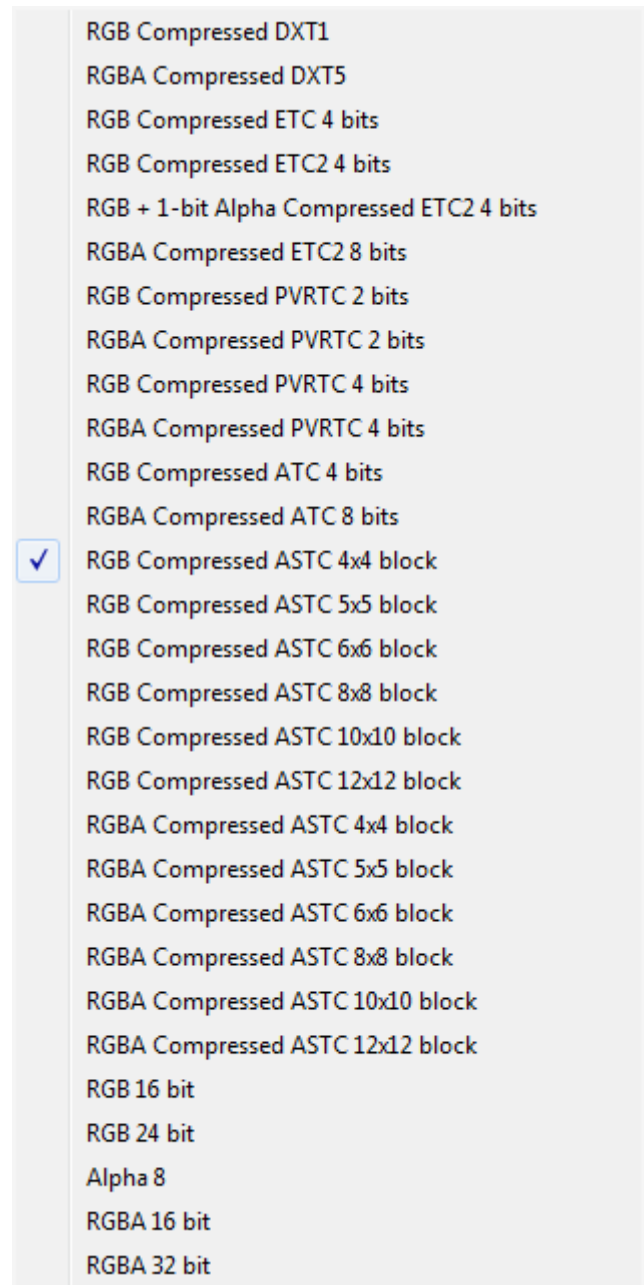 RGB Compressed DXT1
RGBA Compressed DXT5
RGB Compressed ETC 4 bits
RGB Compressed ETC2 4 bits
RGB + 1-bit Alpha Compressed ETC2 4 bits
RGBA Compressed ETC2 8 bits
RGB Compressed PVRTC 2 bits
RGBA Compressed PVRTC 2 bits
RGB Compressed PVRTC 4 bits
RGBA Compressed PVRTC 4 bits
RGB Compressed ATC 4 bits
RGBA Compressed ATC 8 bits
RGB Compressed ASTC 4x4 block
RGB Compressed ASTC 5x5 block
RGB Compressed ASTC 6x6 block
RGB Compressed ASTC 8x8 block
RGB Compressed ASTC 10x10 block
RGB Compressed ASTC 12x12 block
RGBA Compressed ASTC 4x4 block
RGBA Compressed ASTC 5x5 block
RGBA Compressed ASTC 6x6 block
RGBA Compressed ASTC 8x8 block
RGBA Compressed ASTC 10x10 block
RGBA Compressed ASTC 12x12 block
RGB 16 bit
RGB 24 bit
Alpha 8
RGBA 16 bit
RGBA 32 bit